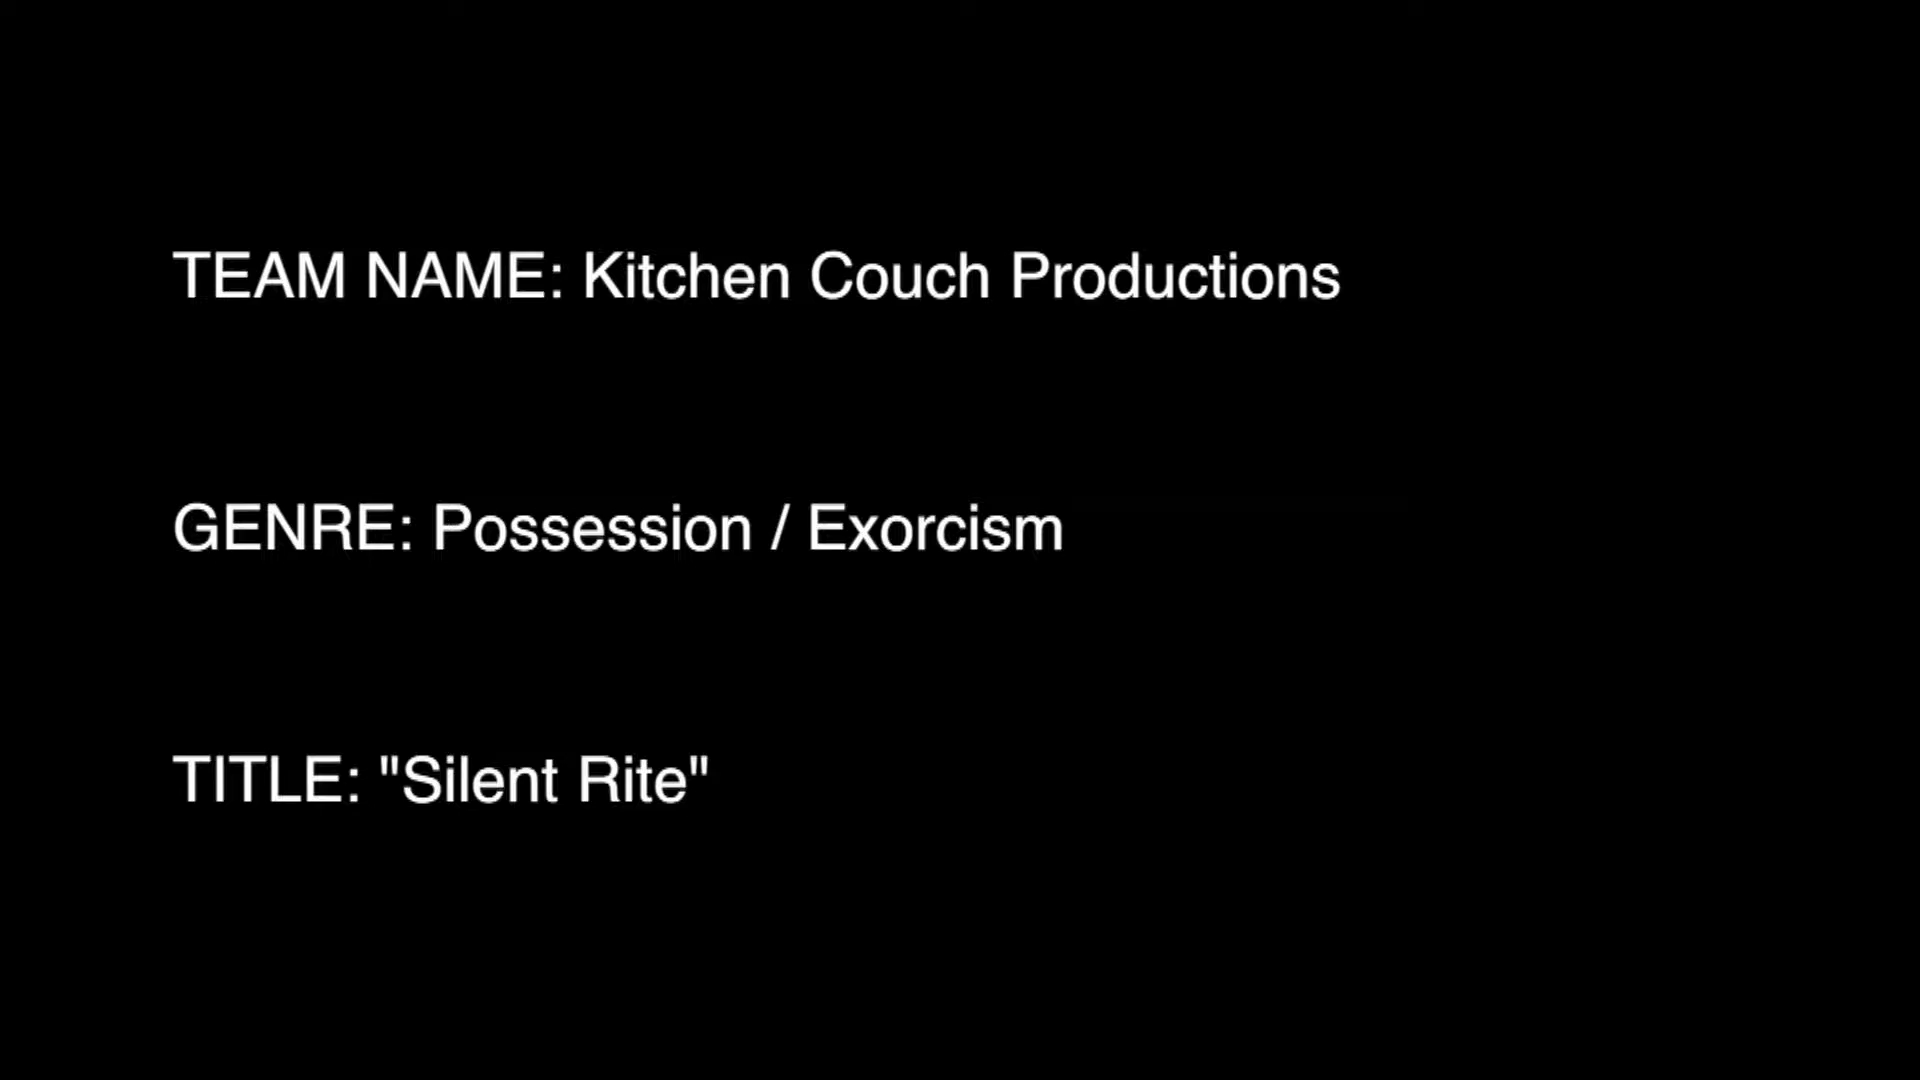 TEAM NAME: Kitchen Couch Productions
GENRE: Possession / Exorcism
TITLE: "Silent Rite"